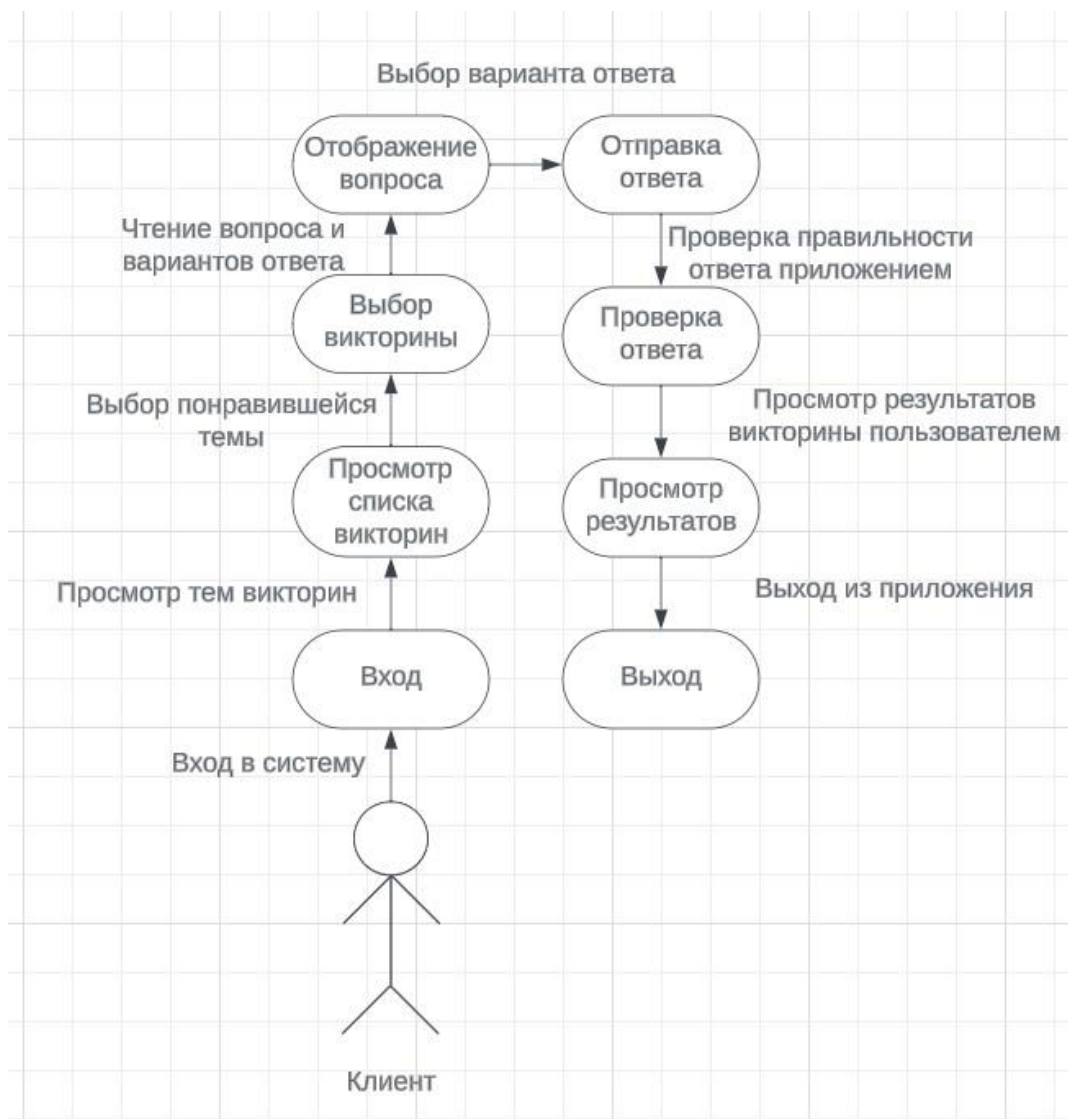 Выбор варианта ответа
Отображение
вопроса
Отправка
ответа
Чтение вопроса и
вариантов ответа
Проверка правильности
ответа приложением
Выбор
викторины
Проверка
ответа
Выбор понравившейся
темы
Просмотр результатов
викторины пользователем
Просмотр
списка
викторин
Просмотр
результатов
Просмотр тем викторин
Выход из приложения
Вход
Выход
Вход в систему
Клиент